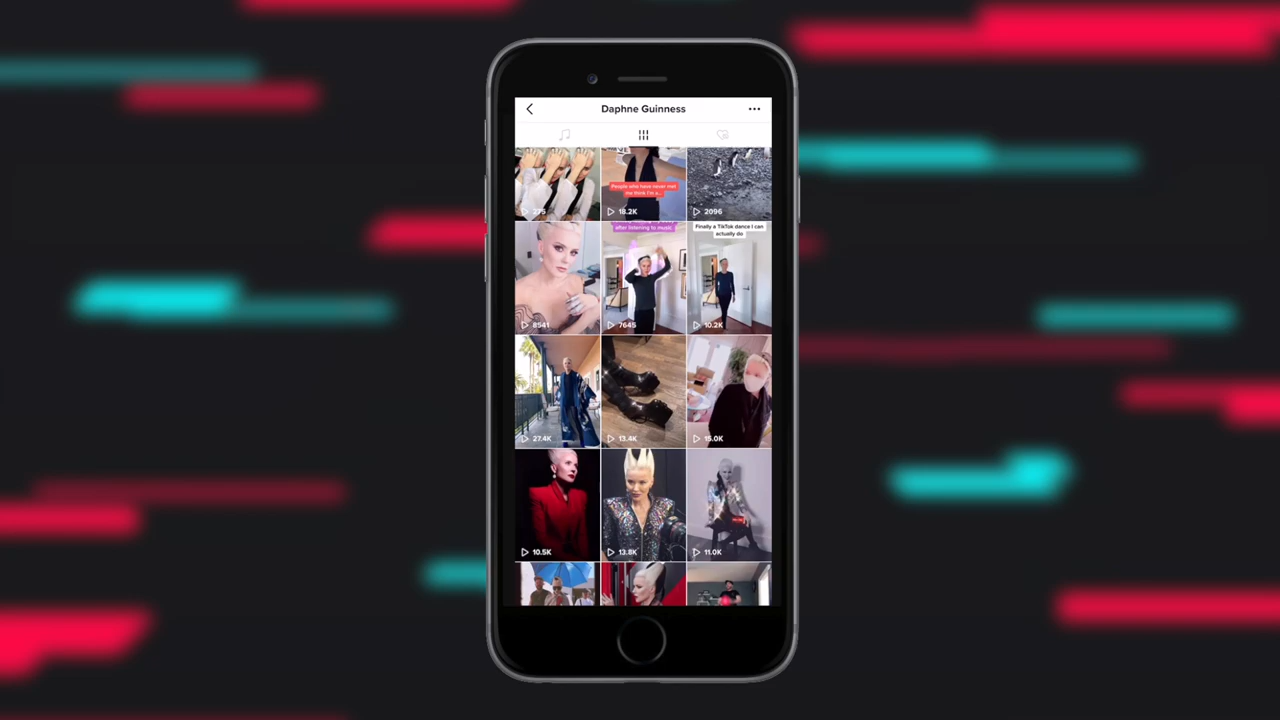 Daphne Guinness
People who have never met
me think I'm a...
275
18.2K
2096
after listening to music
Finally a TikTok dance I can
actually do
8541
7645
10.2K
27.4K
13.4K
15.0K
10.5K
13.8K
11.0K